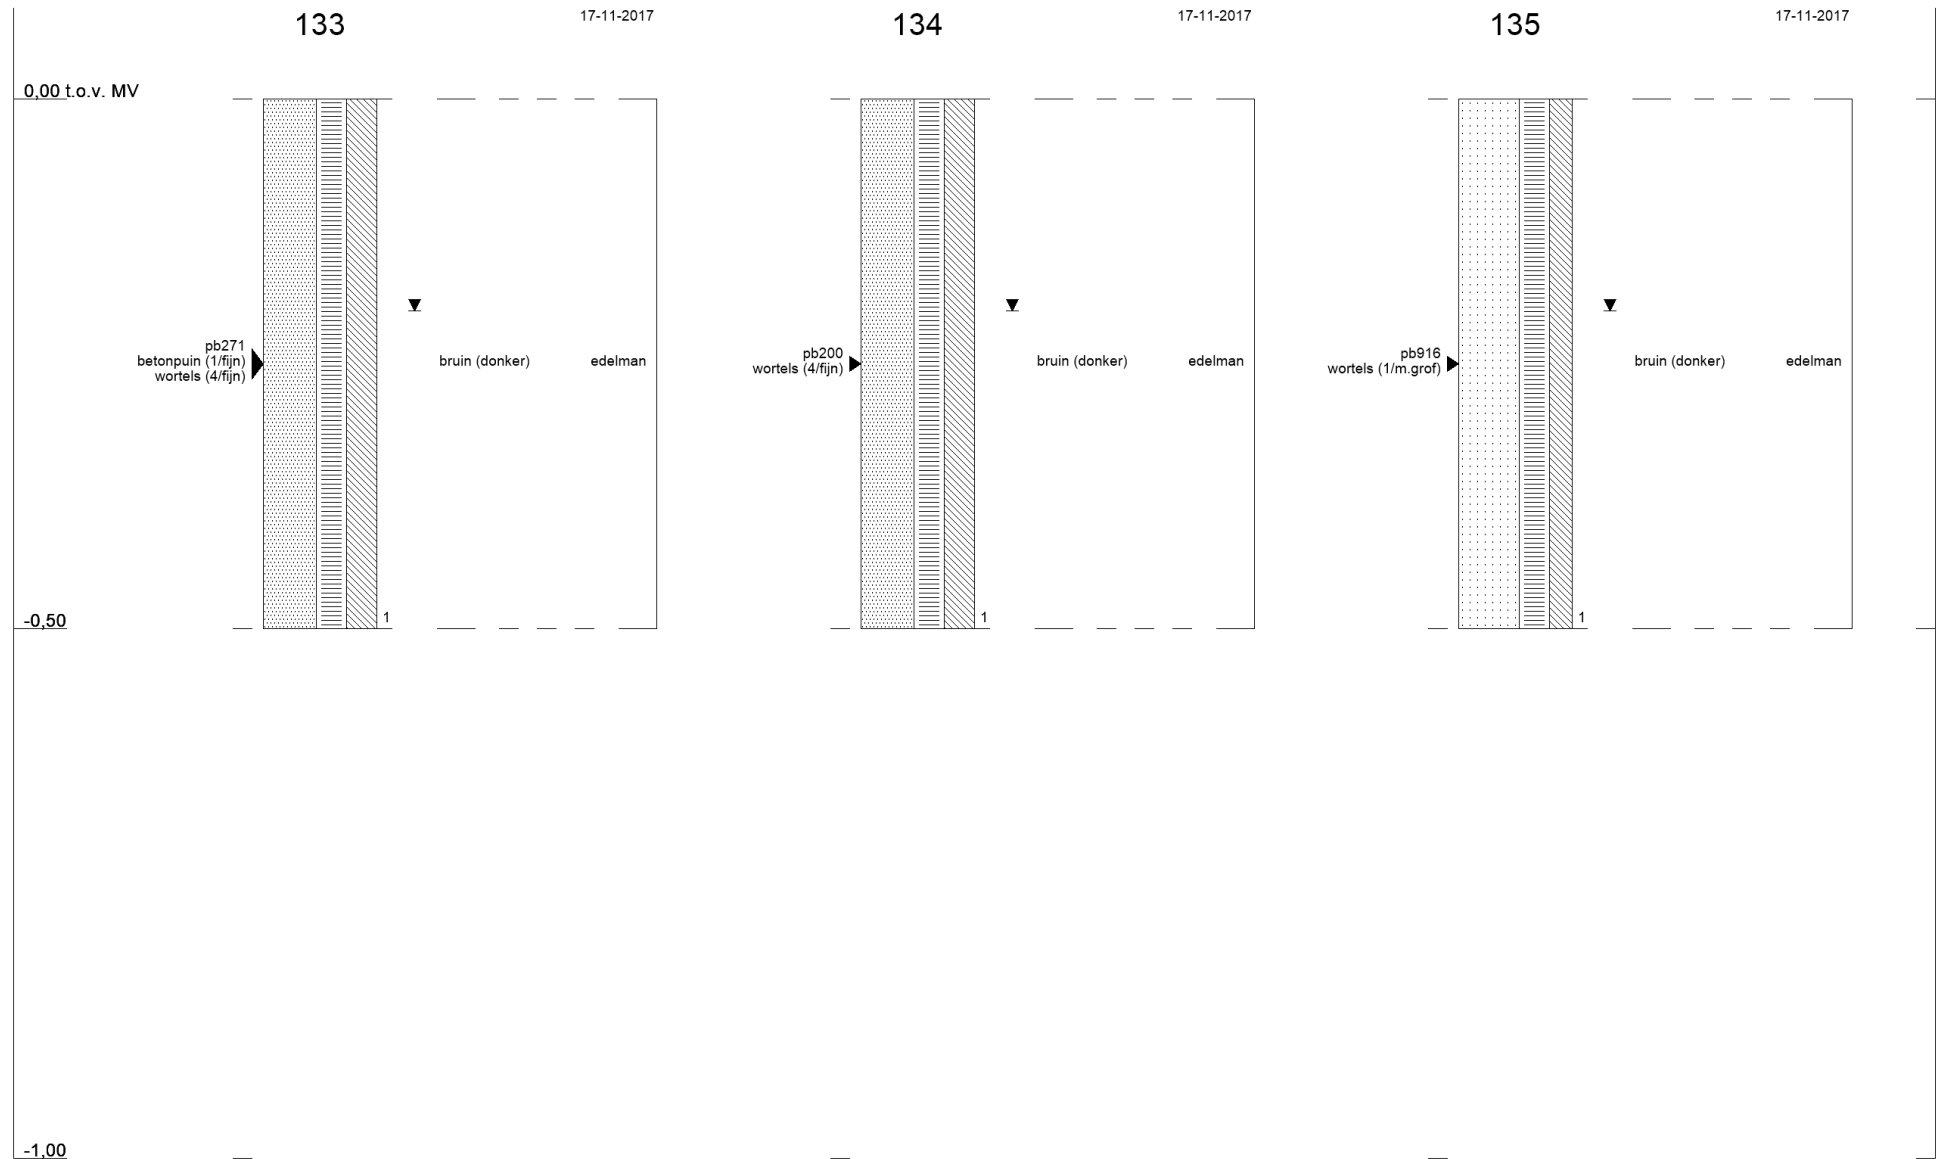 133
17-11-2017
134
17-11-2017
135
17-11-2017
0,00 t.o.v. MV
pb271
betonpuin (1/fijn)
wortels (4/fijn)
bruin (donker)
edelman
1
pb200
wortels (4/fijn)
bruin (donker)
edelman
1
pb916
wortels (1/m.grof)
bruin (donker)
edelman
1
-0,50
-1,00